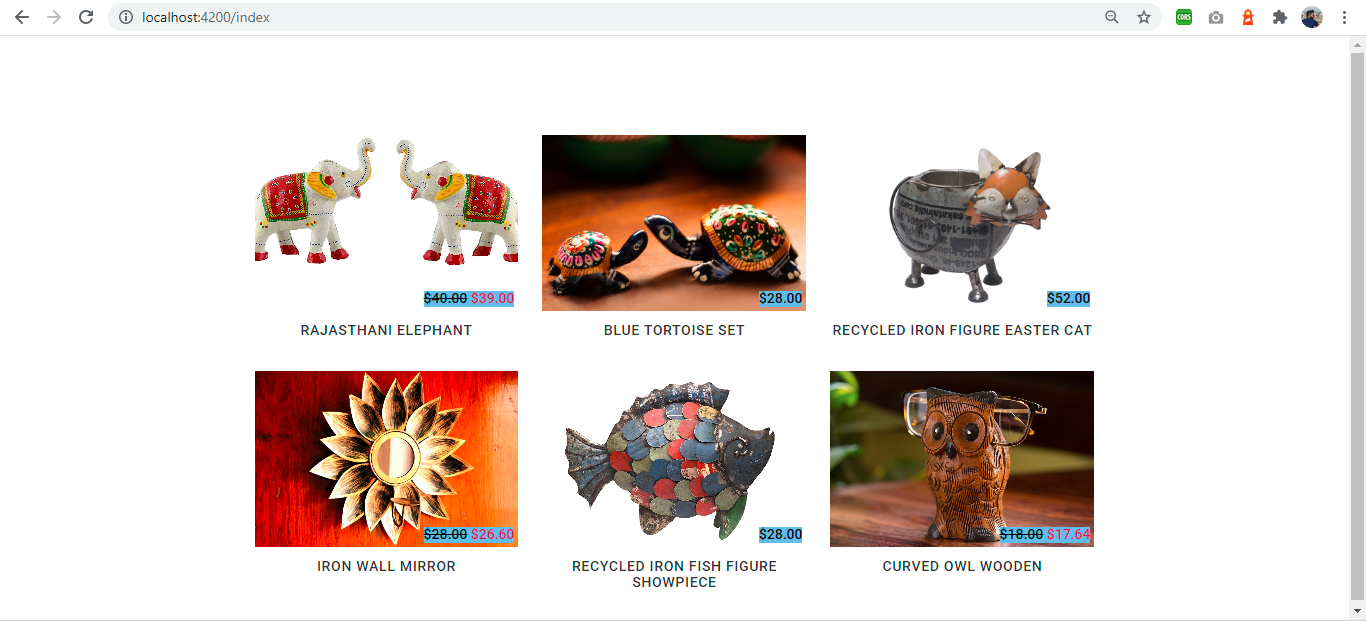 localhost:4200/index
CORS
$40.00 $39.00
$28.00
$52.00
RAJASTHANI ELEPHANT
BLUE TORTOISE SET
RECYCLED IRON FIGURE EASTER CAT
$28.00 $26.60
$28.00
$18.00 $17.64
IRON WALL MIRROR
RECYCLED IRON FISH FIGURE
SHOWPIECE
CURVED OWL WOODEN